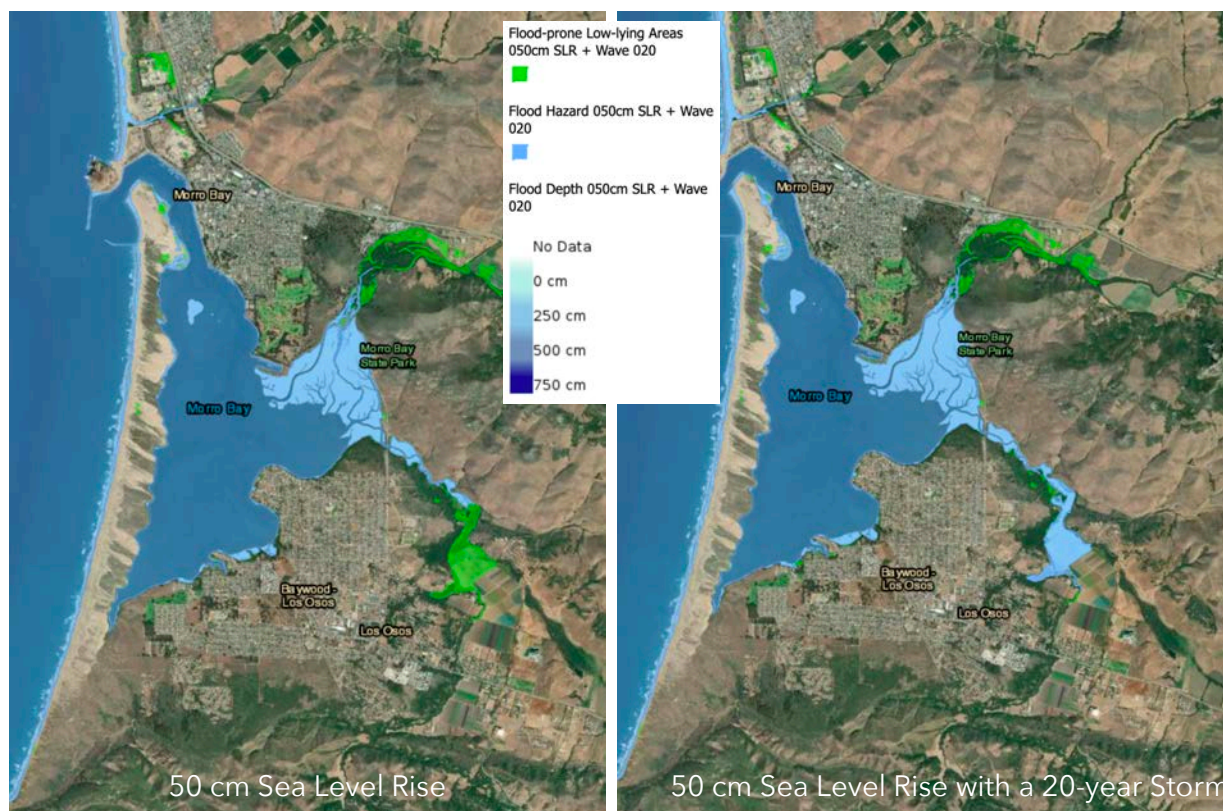 Flood-prone Low-lying Areas
050cm SLR + Wave 020
Flood Hazard 050cm SLR + Wave
020
Flood Depth 050cm SLR + Wave
020
No Data
0 cm
250 cm
500 cm
750 cm
Morro Bay
Morro Bay
State Park
Morro Bay
Baywood -
Los Osos
Los Osos
50 cm Sea Level Rise
Morro Bay
Morro Bay
State Park
Morro Bay
Baywood -
Los Osos
Los Osos
50 cm Sea Level Rise with a 20-year Storm